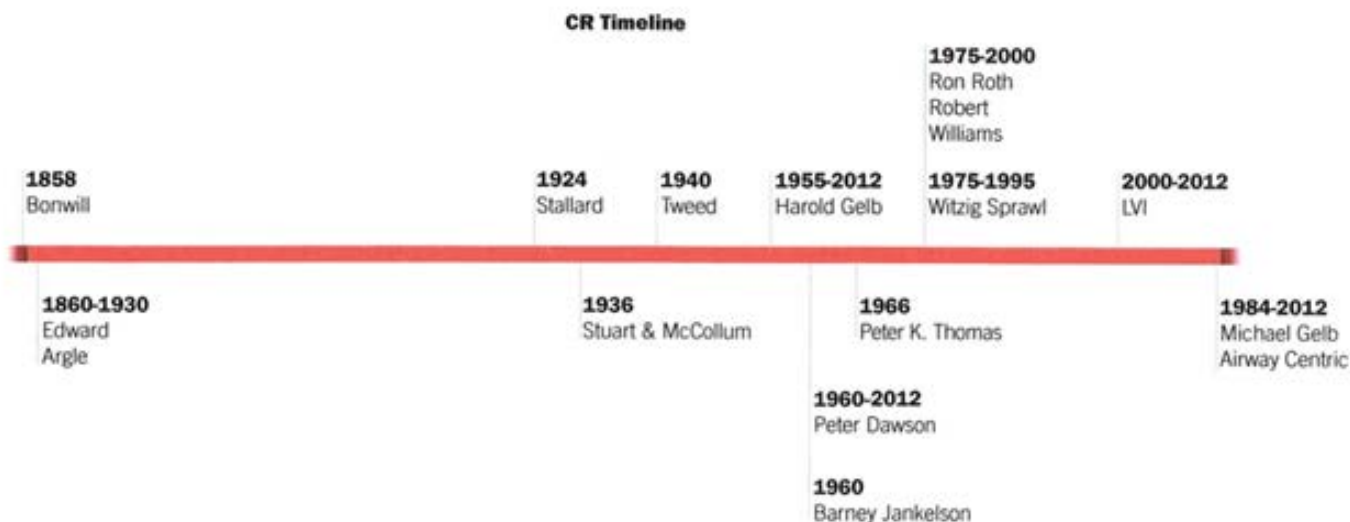 CR Timeline
1975-2000
Ron Roth
Robert
Williams
1858
Bonwill
1924
Stallard
1940
Tweed
1955-2012
Harold Gelb
1975-1995
Witzig Sprawl
2000-2012
LVI
1860-1930
Edward
Argle
1936
Stuart & McCollum
1966
Peter K. Thomas
1984-2012
Michael Gelb
Airway Centric
1960-2012
Peter Dawson
1960
Barney Jankelson